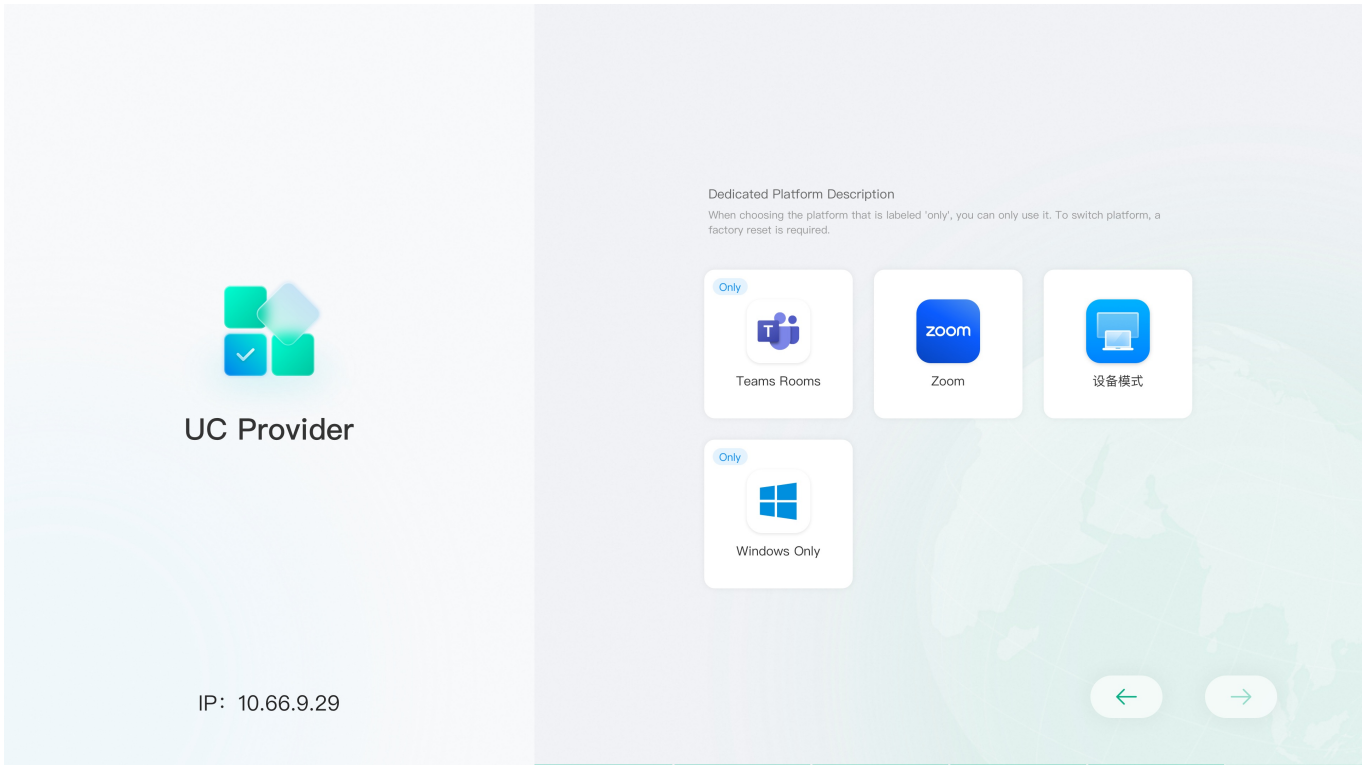 Dedicated Platform Description
When choosing the platform that is labeled 'only', you can only use it. To switch platform, a
factory reset is required.
Only
T
Teams Rooms
zoom
Zoom
设备模式
Only
Windows Only
UC Provider
IP：10.66.9.29